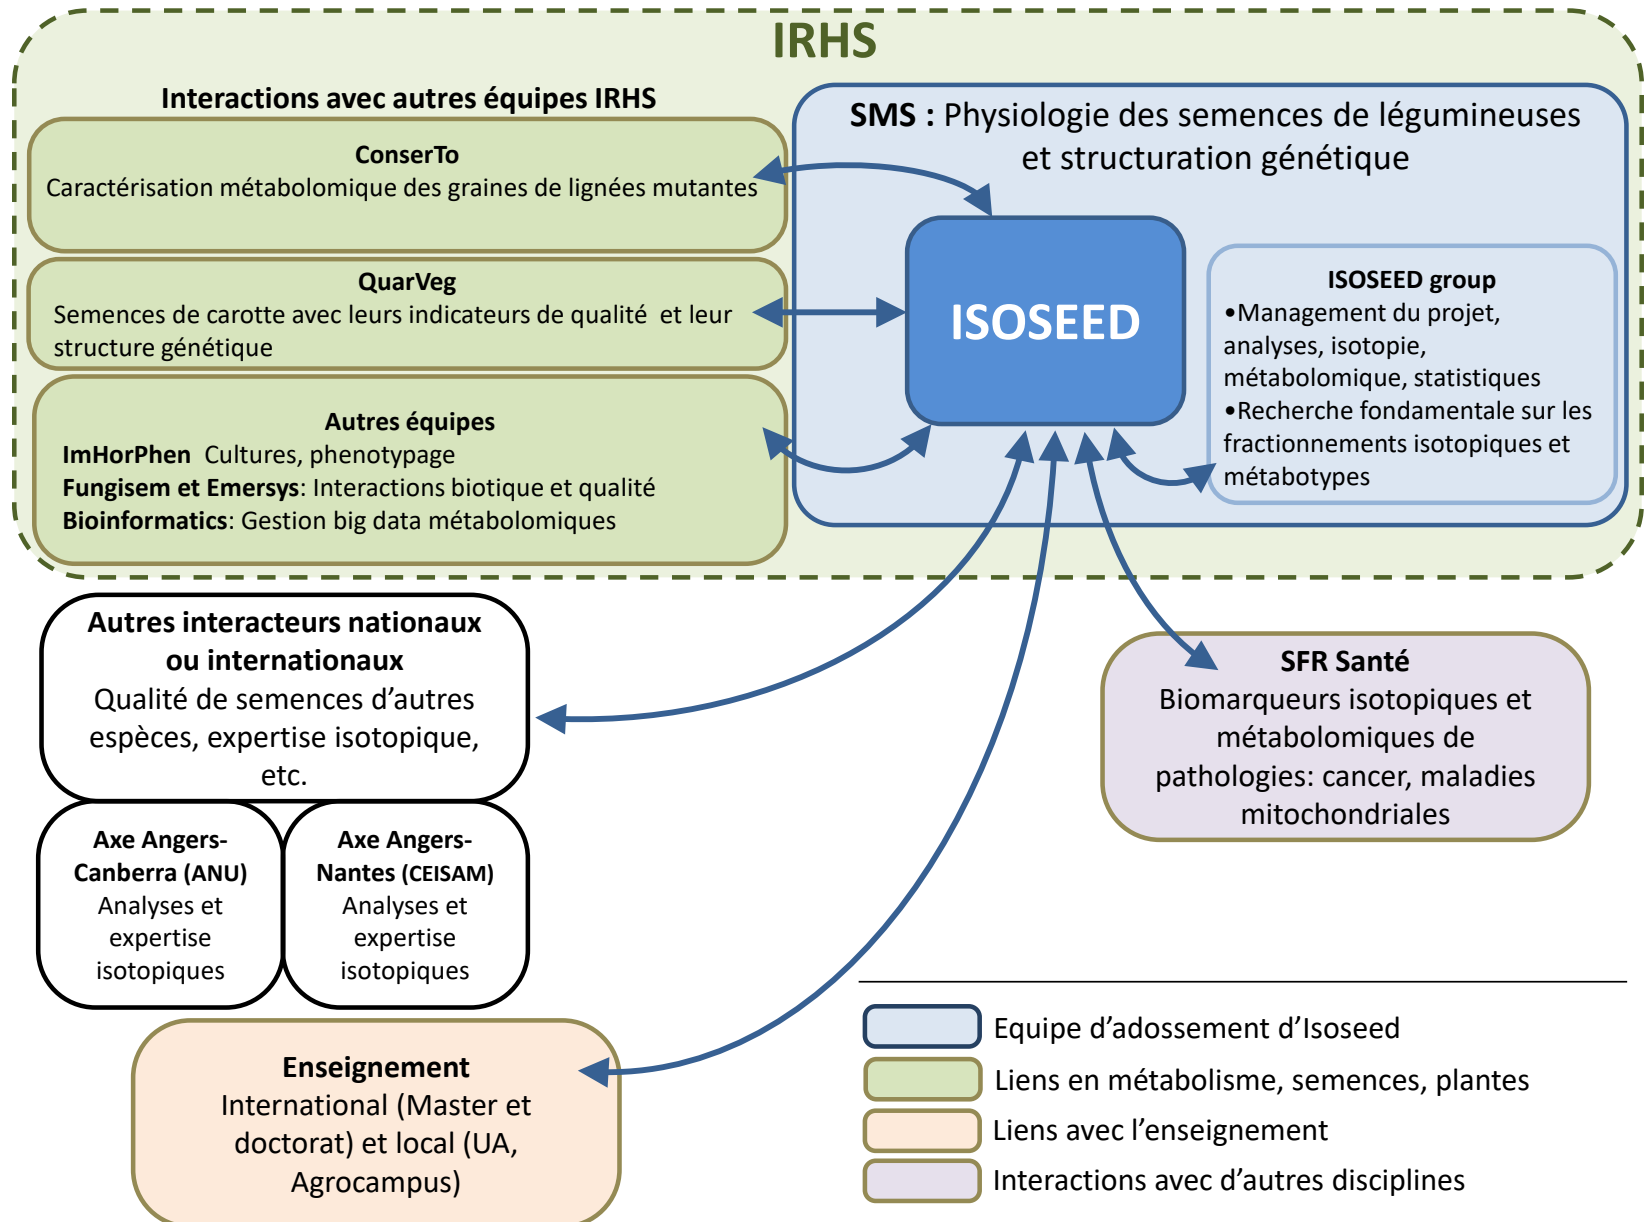 IRHS
Interactions avec autres équipes IRHS
ConserTo
Caractérisation métabolomique des graines de lignées mutantes
QuarVeg
Semences de carotte avec leurs indicateurs de qualité et leur
structure génétique
Autres équipes
ImHorPhen Cultures, phenotypage
Fungisem et Emersys: Interactions biotique et qualité
Bioinformatics: Gestion big data métabolomiques
SMS : Physiologie des semences de légumineuses
et structuration génétique
ISOSEED
ISOSEED group
•Management du projet,
analyses, isotopie,
métabolomique, statistiques
•Recherche fondamentale sur les
fractionnements isotopiques et
métabotypes
Autres interacteurs nationaux
ou internationaux
Qualité de semences d’autres
espèces, expertise isotopique,
etc.
Axe Angers-
Canberra (ANU)
Analyses et
expertise
isotopiques
Axe Angers-
Nantes (CEISAM)
Analyses et
expertise
isotopiques
SFR Santé
Biomarqueurs isotopiques et
métabolomiques de
pathologies: cancer, maladies
mitochondriales
Enseignement
International (Master et
doctorat) et local (UA,
Agrocampus)
Equipe d’adossement d’Isoseed
Liens en métabolisme, semences, plantes
Liens avec l’enseignement
Interactions avec d’autres disciplines